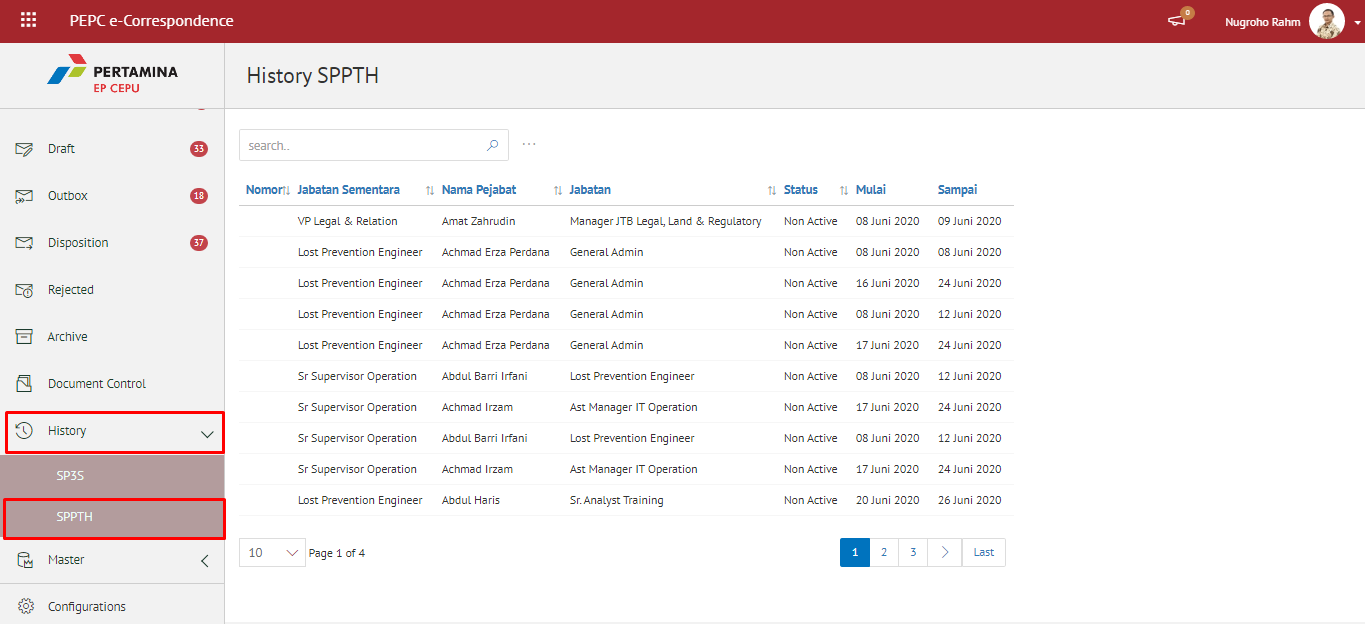 PEPC e-Correspondence
0
Nugroho Rahm
PERTAMINA
EP CEPU
History SPPTH
Draft 33
Outbox 18
Disposition 37
Rejected
Archive
Document Control
History
SP3S
SPPTH
Master
Configurations
search.. ...
Nomor Jabatan Sementara Nama Pejabat Jabatan Status Mulai Sampai
VP Legal & Relation Amat Zahrudin Manager JTB Legal, Land & Regulatory Non Active 08 Juni 2020 09 Juni 2020
Lost Prevention Engineer Achmad Erza Perdana General Admin Non Active 08 Juni 2020 08 Juni 2020
Lost Prevention Engineer Achmad Erza Perdana General Admin Non Active 16 Juni 2020 24 Juni 2020
Lost Prevention Engineer Achmad Erza Perdana General Admin Non Active 08 Juni 2020 12 Juni 2020
Lost Prevention Engineer Achmad Erza Perdana General Admin Non Active 17 Juni 2020 24 Juni 2020
Sr Supervisor Operation Abdul Barri Irfani Lost Prevention Engineer Non Active 08 Juni 2020 12 Juni 2020
Sr Supervisor Operation Achmad Irzam Ast Manager IT Operation Non Active 17 Juni 2020 24 Juni 2020
Sr Supervisor Operation Abdul Barri Irfani Lost Prevention Engineer Non Active 08 Juni 2020 12 Juni 2020
Sr Supervisor Operation Achmad Irzam Ast Manager IT Operation Non Active 17 Juni 2020 24 Juni 2020
Lost Prevention Engineer Abdul Haris Sr. Analyst Training Non Active 20 Juni 2020 26 Juni 2020
10 Page 1 of 4 1 2 3 > Last